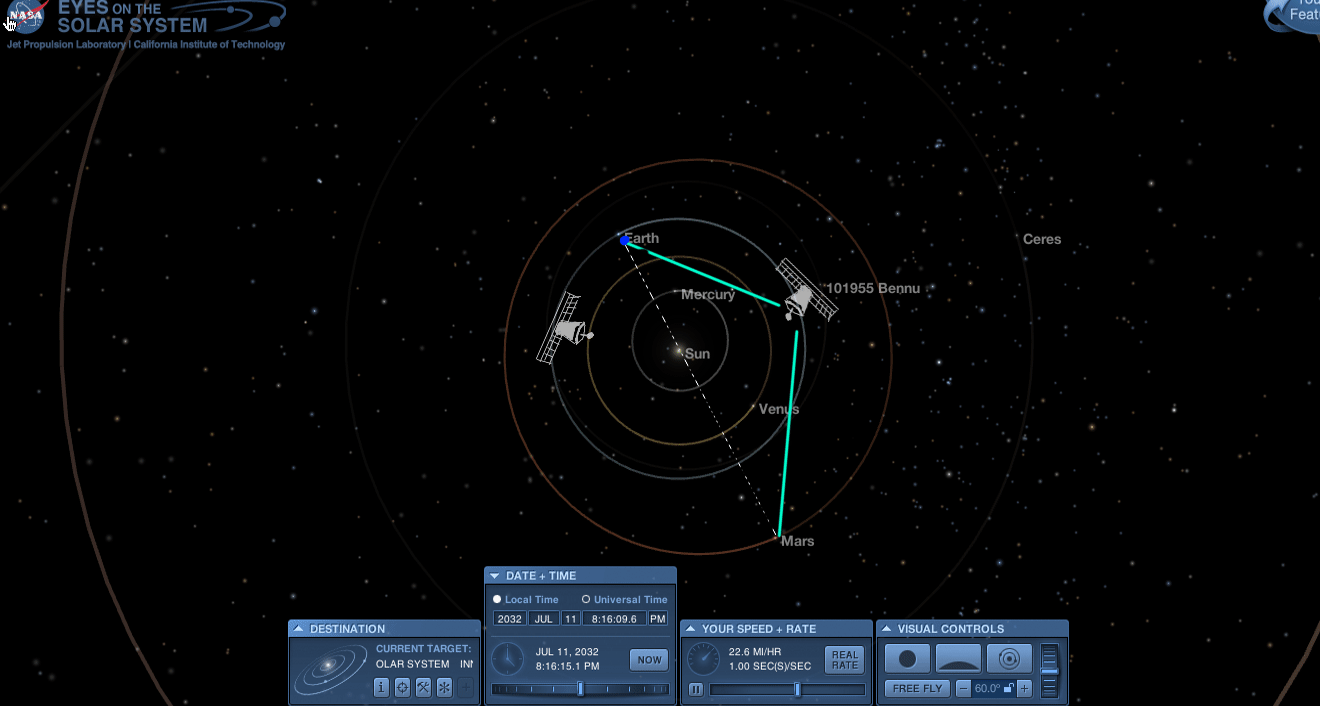 NASA
EYES ON THE
SOLAR SYSTEM
Jet Propulsion Laboratory | California Institute of Technology
Feat
Earth
Ceres
101955 Bennu
Mercury
Sun
Venus
Mars
DATE + TIME
Local Time Universal Time
2032 JUL 11 8:16:09.6 PM
JUL 11, 2032
8:16:15.1 PM
NOW
DESTINATION
CURRENT TARGET:
OLAR SYSTEM INN
YOUR SPEED + RATE
22.6 MI/HR
1.00 SEC(S)/SEC
REAL
RATE
VISUAL CONTROLS
FREE FLY
60.0°